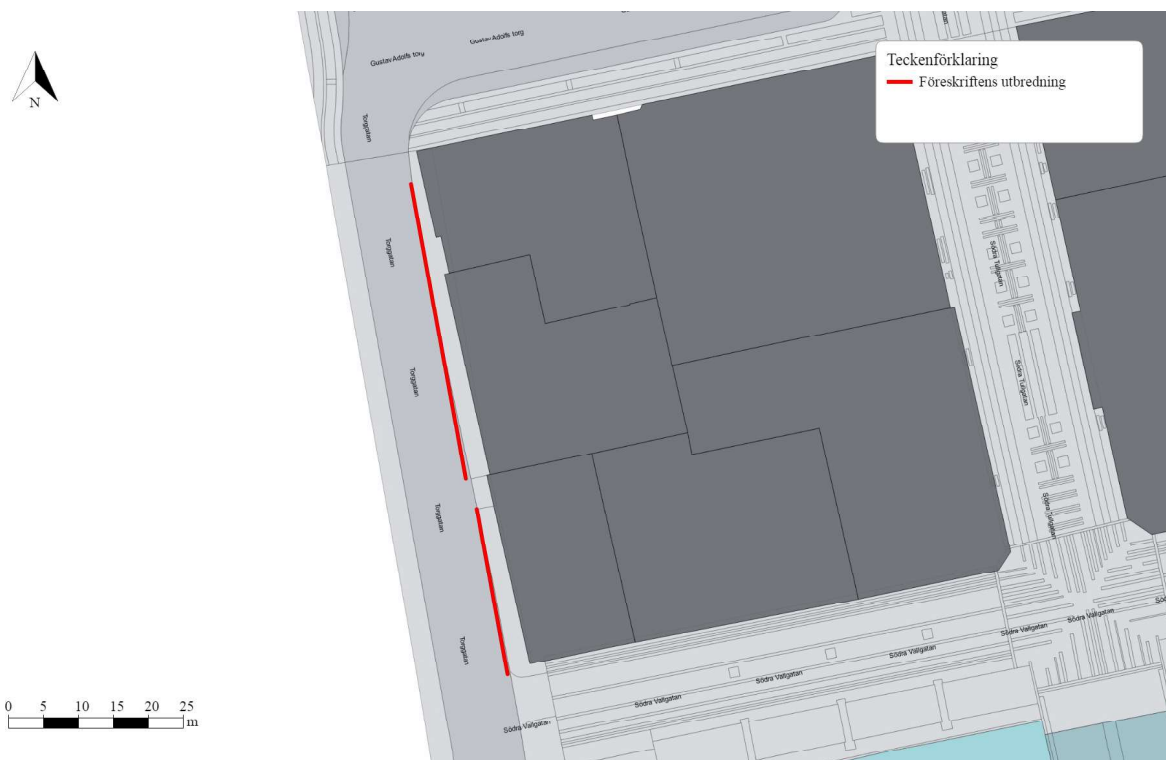 Gustav Adolfs torg
Gustav Adolfs torg
Teckenförklaring
Föreskriftens utbredning
N
Torggatan
Torggatan
Södra Tullgatan
Torggatan
Södra Tullgatan
Torggatan
Södra Tullgatan
Södra Vallgatan
Södra Vallgatan
Torggatan
Södra Vallgatan
Södra Vallgatan
Södra Vallgatan
Södra Vallgatan
0 5 10 15 20 25
m